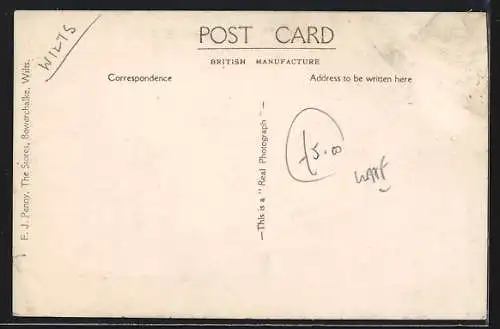 WILTS
POST CARD
BRITISH MANUFACTURE
Correspondence
Address to be written here
F. J. Penny, The Stores, Bowerchalke, Wilts.
—This is a "Real Photograph"—
£5.00